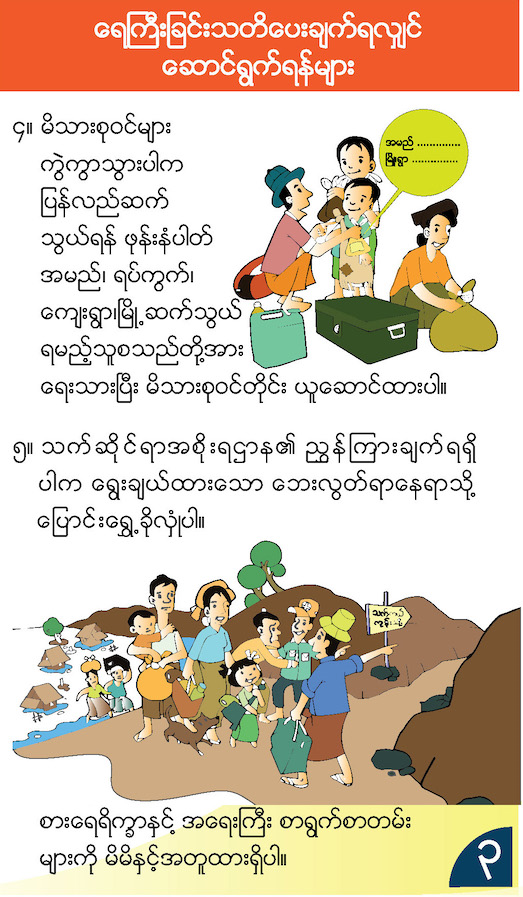 ရေကြီးခြင်းသတိပေးချက်ရလျှင်
ဆောင်ရွက်ရန်များ
၄။ မိသားစုဝင်များ
ကွဲကွာသွားပါက
ပြန်လည်ဆက်
သွယ်ရန် ဖုန်းနံပါတ်
အမည်၊ ရပ်ကွက်၊
ကျေးရွာ၊မြို့ဆက်သွယ်
ရမည့်သူစသည်တို့အား
ရေးသားပြီး မိသားစုဝင်တိုင်း ယူဆောင်ထားပါ။
အမည် ..............
မြို့ရွာ ..............
၅။ သက်ဆိုင်ရာအစိုးရဌာန၏ ညွှန်ကြားချက်ရရှိ
ပါက ရွေးချယ်ထားသော ဘေးလွတ်ရာနေရာသို့
ပြောင်းရွှေ့ခိုလှုံပါ။
စားရေရိက္ခာနှင့် အရေးကြီး စာရွက်စာတမ်း
များကို မိမိနှင့်အတူထားရှိပါ။
၃